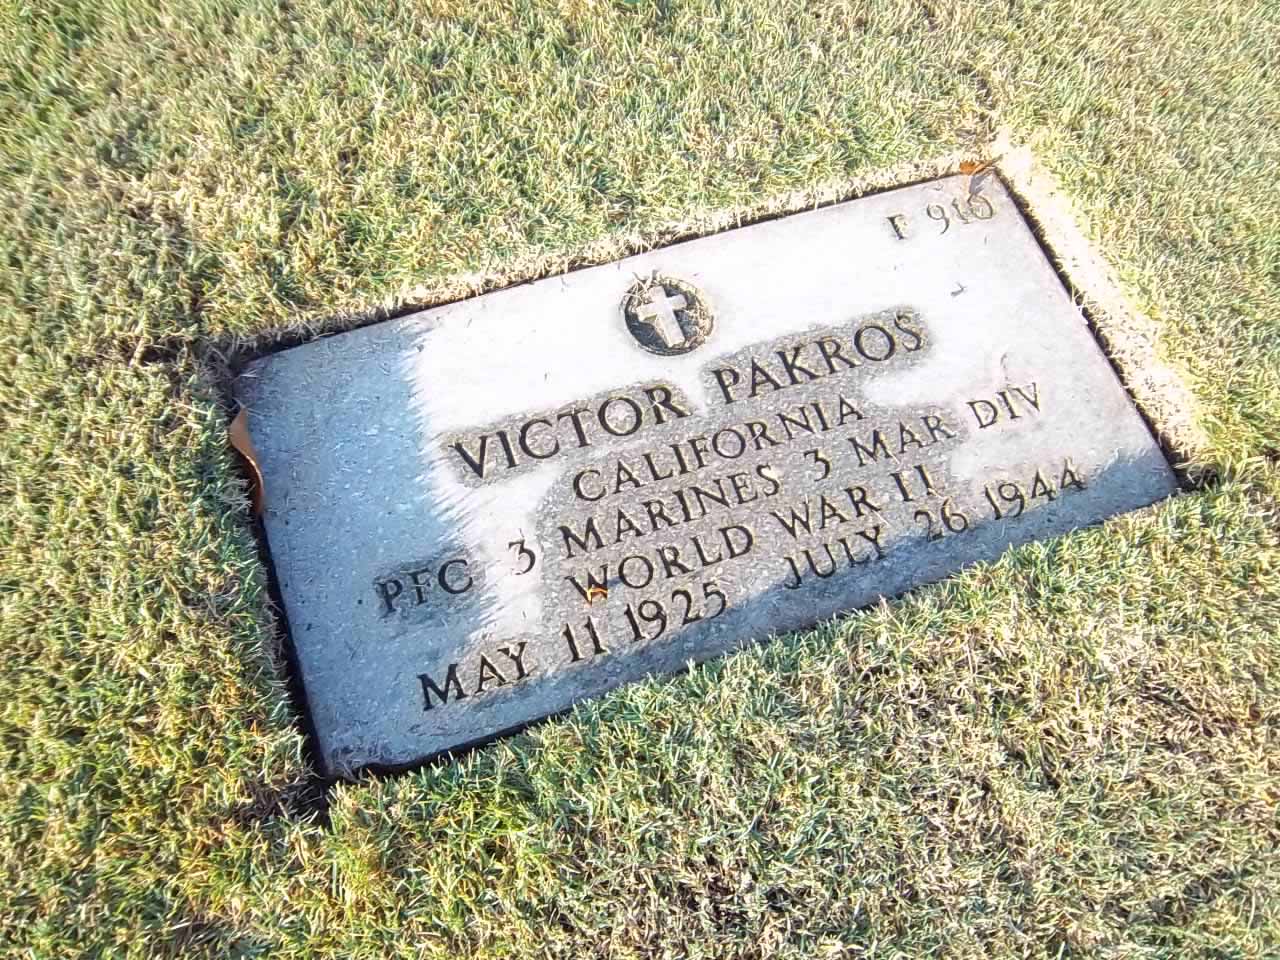 F 910
VICTOR PAKROS
CALIFORNIA
PFC 3 MARINES 3 MAR DIV
WORLD WAR II
MAY 11 1925 JULY 26 1944